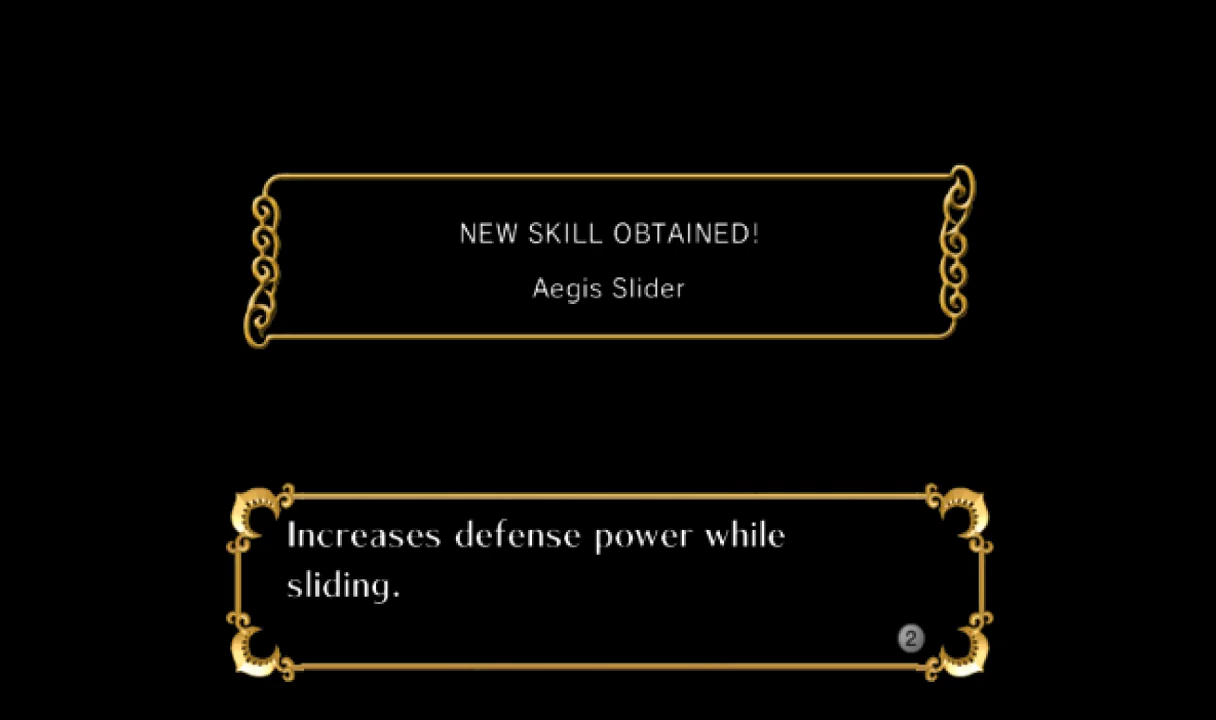 NEW SKILL OBTAINED!
Aegis Slider
Increases defense power while
sliding.
2